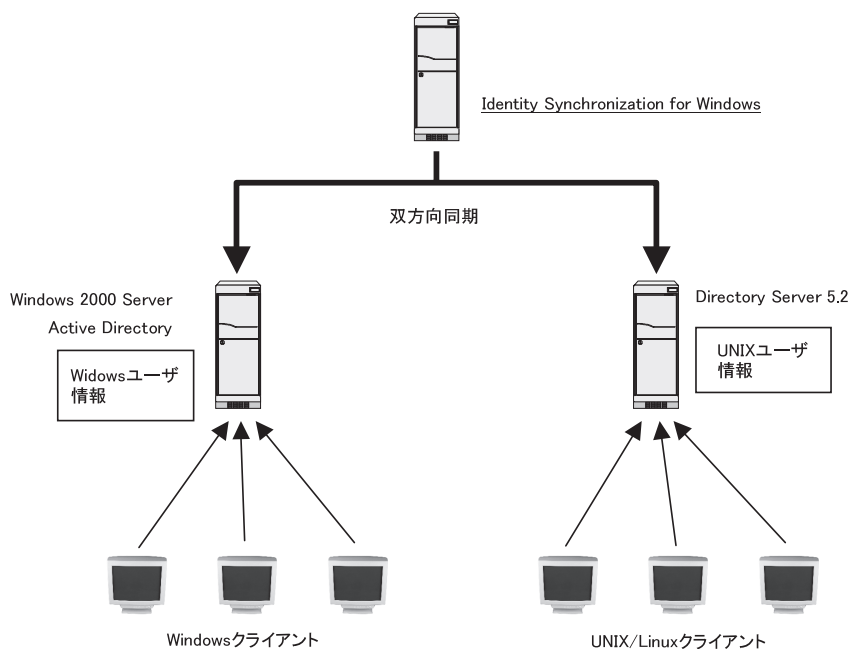 Identity Synchronization for Windows
双方向同期
Windows 2000 Server
Active Directory
Widowsユーザ
情報
Directory Server 5.2
UNIXユーザ
情報
Windowsクライアント
UNIX/Linuxクライアント